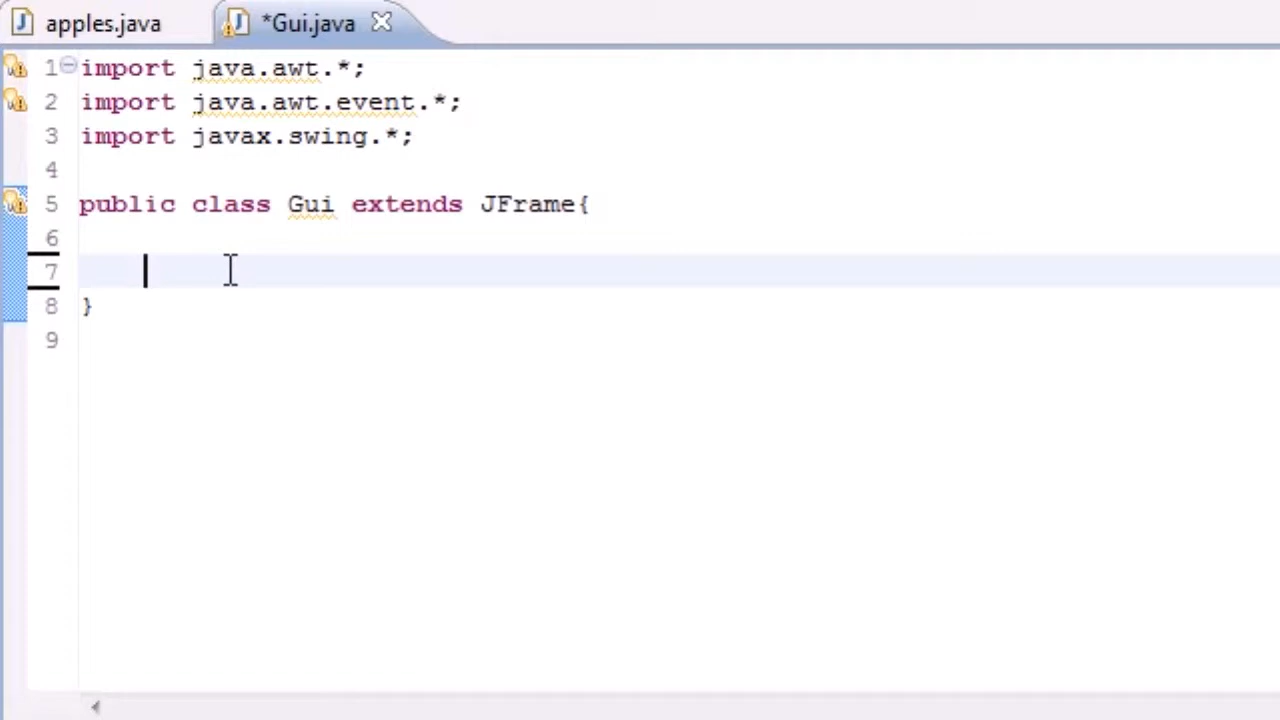 apples.java
*Gui.java
1 import java.awt.*;
2 import java.awt.event.*;
3 import javax.swing.*;
4
5 public class Gui extends JFrame{
6
7
8 }
9